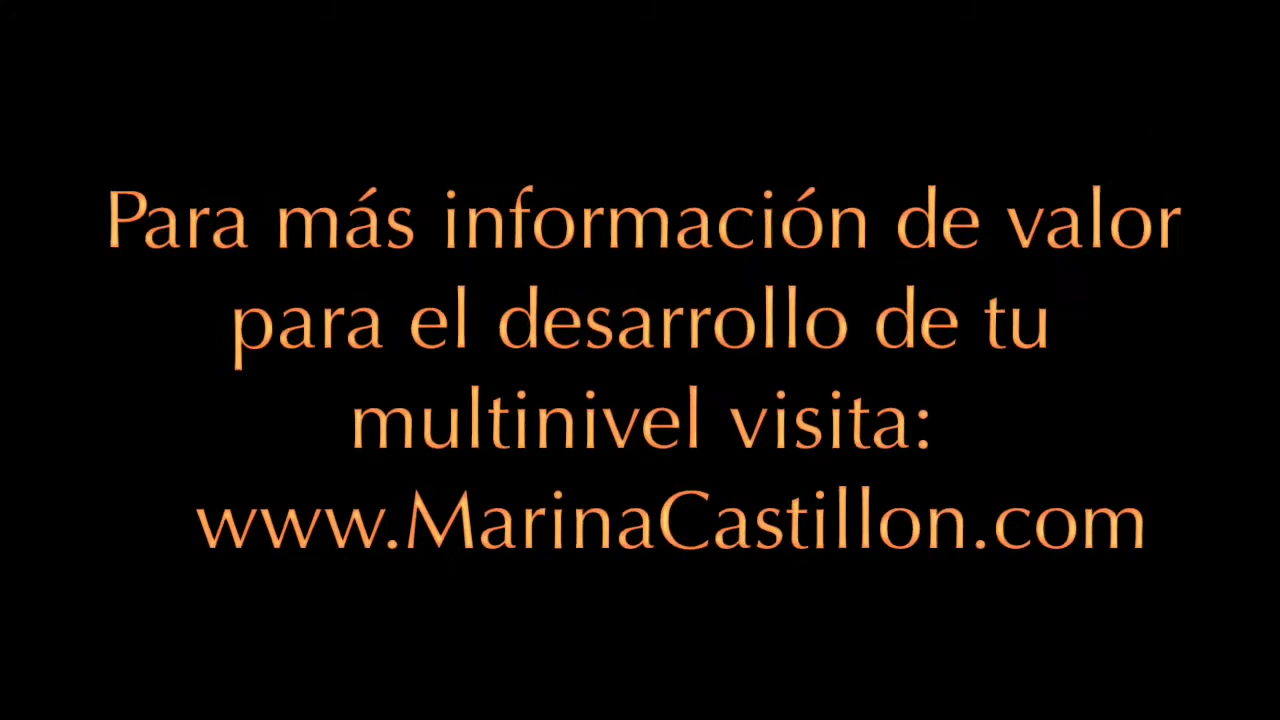 Para más información de valor
para el desarrollo de tu
multinivel visita:
www.MarinaCastillon.com